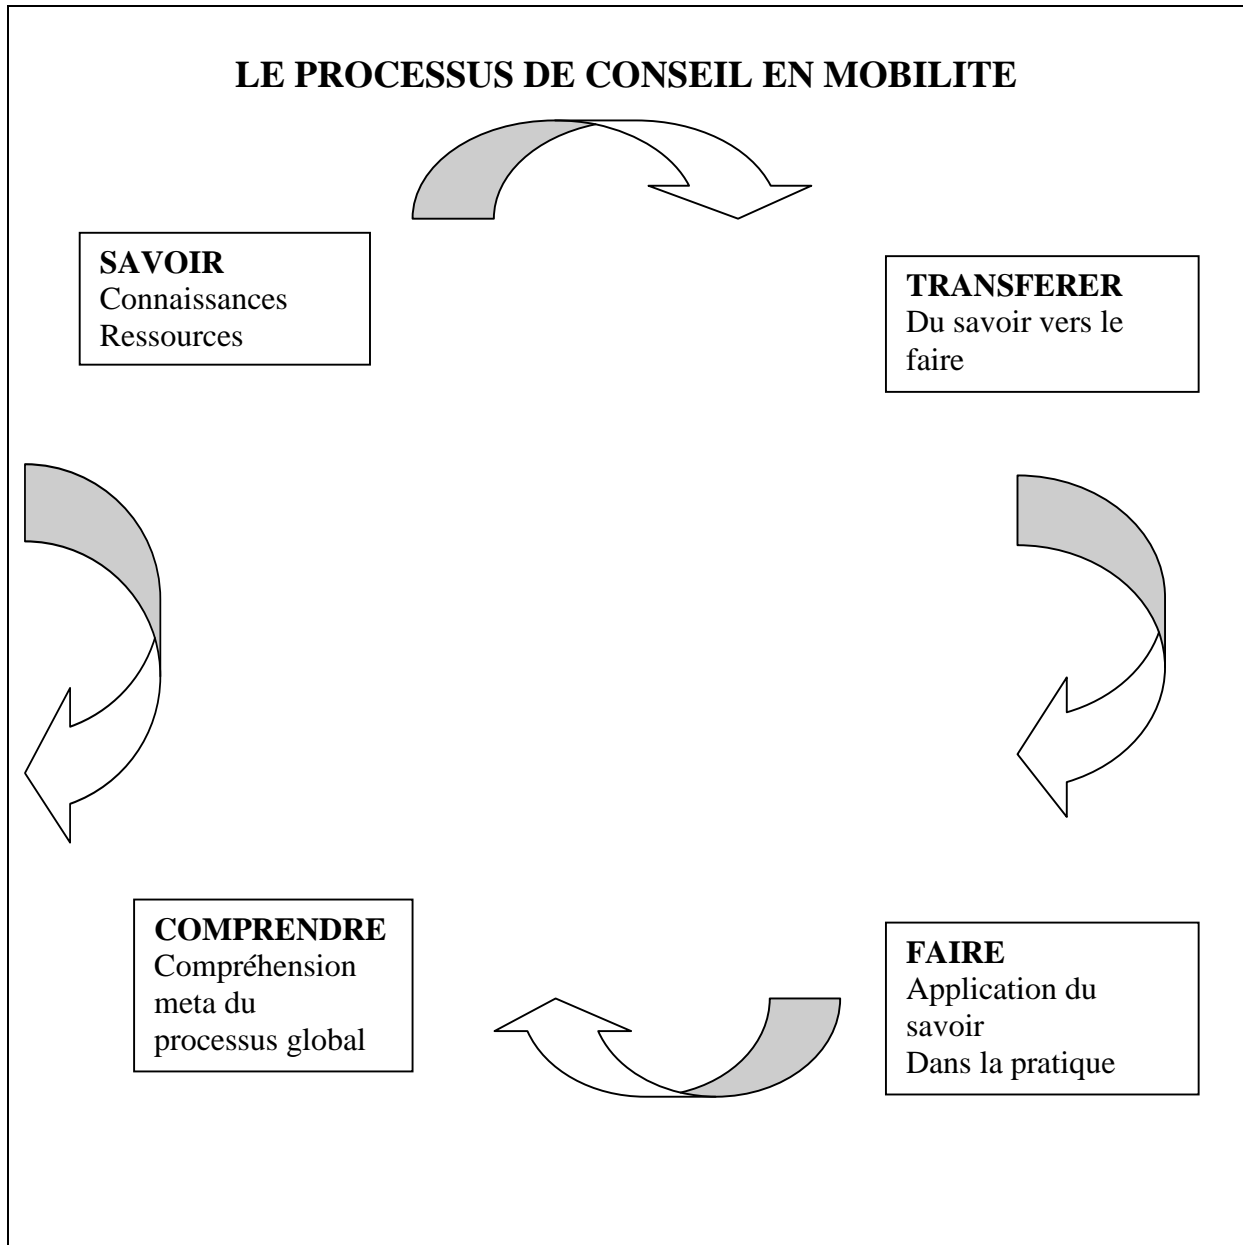 LE PROCESSUS DE CONSEIL EN MOBILITE
SAVOIR
Connaissances
Ressources
TRANSFERER
Du savoir vers le
faire
COMPRENDRE
Compréhension
meta du
processus global
FAIRE
Application du
savoir
Dans la pratique